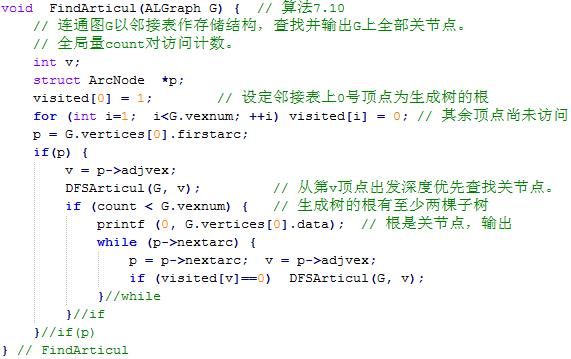 void  FindArticul(ALGraph G) {  // 算法7.10
// 连通图G以邻接表作存储结构，查找并输出G上全部关节点。
// 全局量count对访问计数。
int v;
struct ArcNode  *p;
visited[0] = 1;         // 设定邻接表上0号顶点为生成树的根
for (int i=1;  i<G.vexnum; ++i) visited[i] = 0; // 其余顶点尚未访问
p = G.vertices[0].firstarc;
if(p) {
v = p->adjvex;
DFSArticul(G, v);          // 从第v顶点出发深度优先查找关节点。
if (count < G.vexnum) {   // 生成树的根有至少两棵子树
printf (0, G.vertices[0].data);  // 根是关节点，输出
while (p->nextarc) {
p = p->nextarc;  v = p->adjvex;
if (visited[v]==0)  DFSArticul(G, v);
}//while
}//if
}//if(p)
} // FindArticul